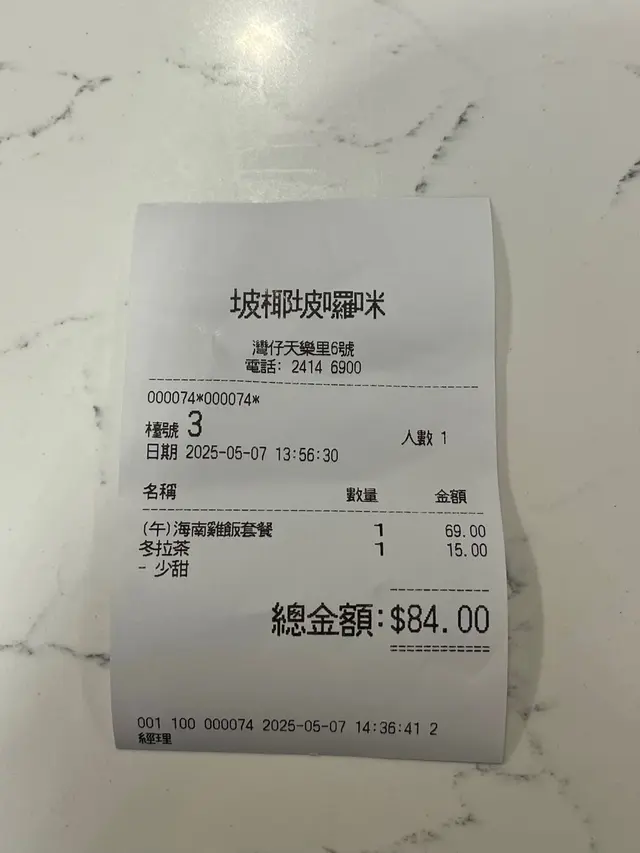 坡椰坡囉咪
灣仔天樂里6號
電話: 2414 6900
000074*000074*
檯號 3 人數 1
日期 2025-05-07 13:56:30
名稱 數量 金額
(午)海南雞飯套餐 1 69.00
冬拉茶 1 15.00
- 少甜
總金額:$84.00
001 100 000074 2025-05-07 14:36:41 2
經理